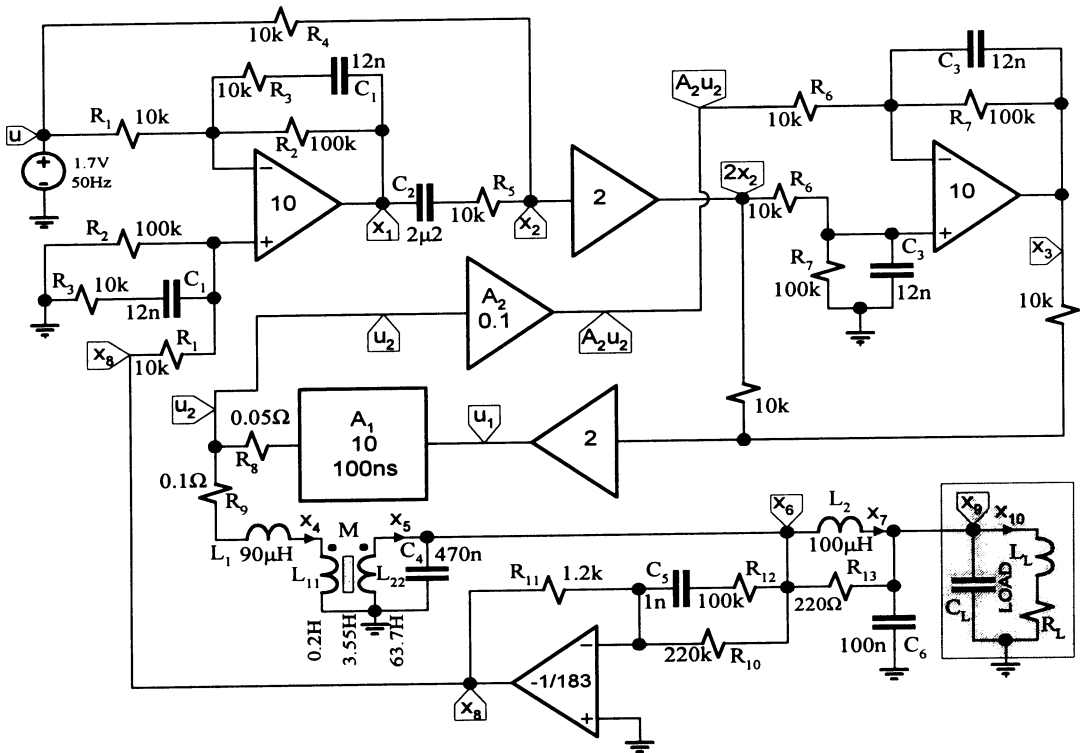 10k R4
10k R3 12n C1
R1 10k
R2 100k
u
1.7V
50Hz
− 10 +
C2 2μ2
x1
10k R5
x2
2
2x2
A2u2
R6 10k
C3 12n
R7 100k
− 10 +
R6 10k
R7 100k
C3 12n
x3
10k
R2 100k
R3 10k 12n C1
x8
R1 10k
u2
A2 0.1
A2u2
u2
0.05Ω R8
A1
10
100ns
u1
2
10k
0.1Ω R9
L1 90μH
x4
M
x5
L11 L22
C4 470n
0.2H
3.55H
63.7H
x6
L2 100μH
x7
R11 1.2k
C5 1n
R12 100k
R13 220Ω
220k R10
100n C6
x9
x10
LL
CL
LOAD
RL
− -1/183 +
x8